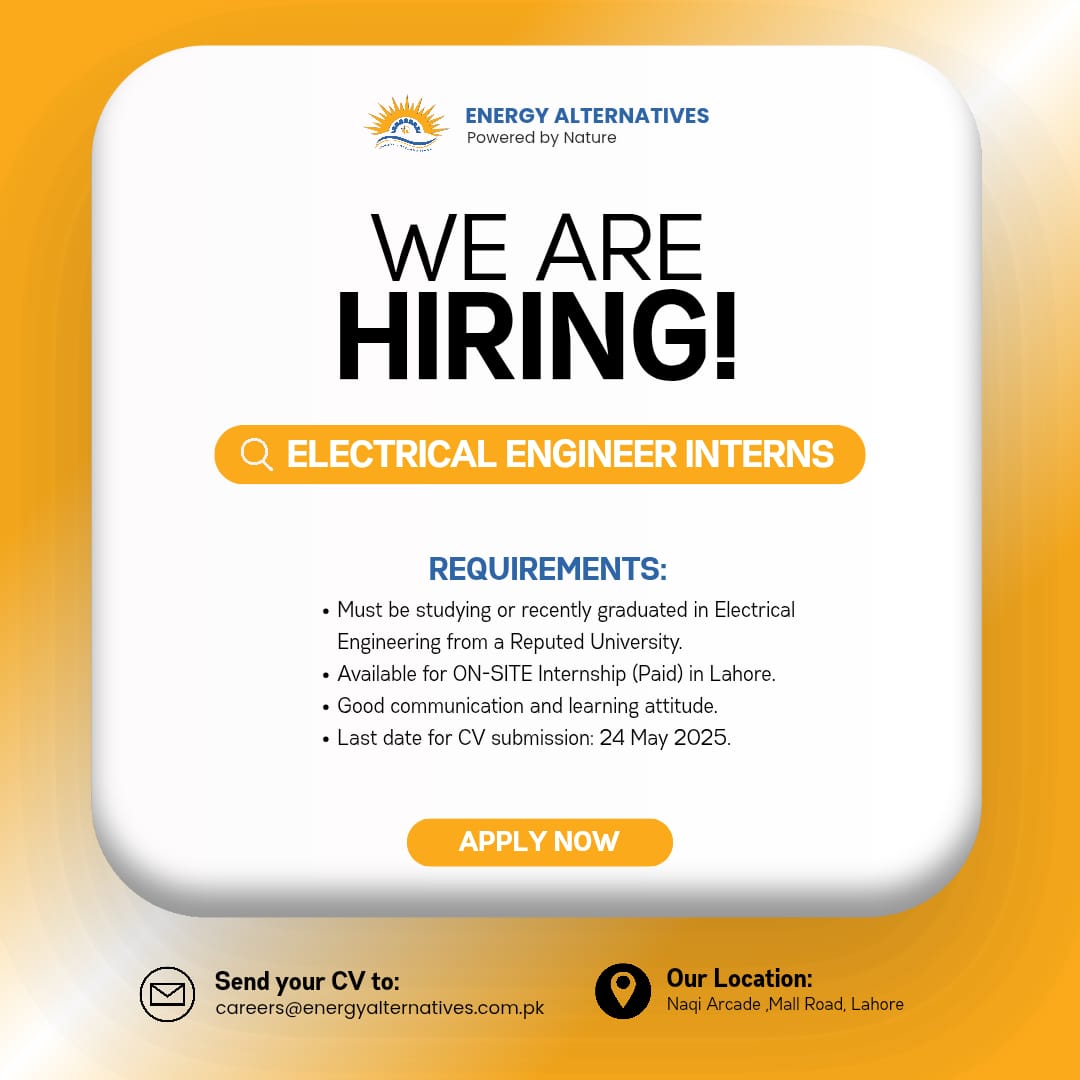 ENERGY ALTERNATIVES
Powered by Nature
WE ARE
HIRING!
ELECTRICAL ENGINEER INTERNS
REQUIREMENTS:
• Must be studying or recently graduated in Electrical
Engineering from a Reputed University.
• Available for ON-SITE Internship (Paid) in Lahore.
• Good communication and learning attitude.
• Last date for CV submission: 24 May 2025.
APPLY NOW
Send your CV to:
careers@energyalternatives.com.pk
Our Location:
Naqi Arcade ,Mall Road, Lahore